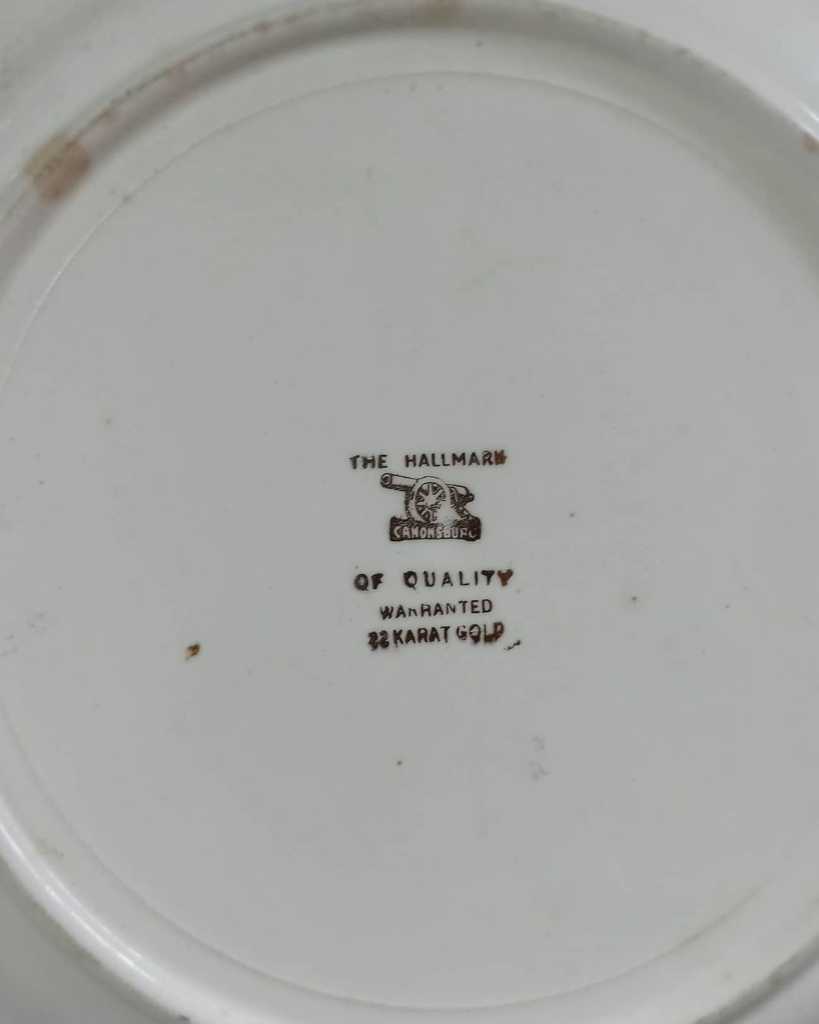 THE HALLMARK
CANONSBURG
OF QUALITY
WARRANTED
22 KARAT GOLD